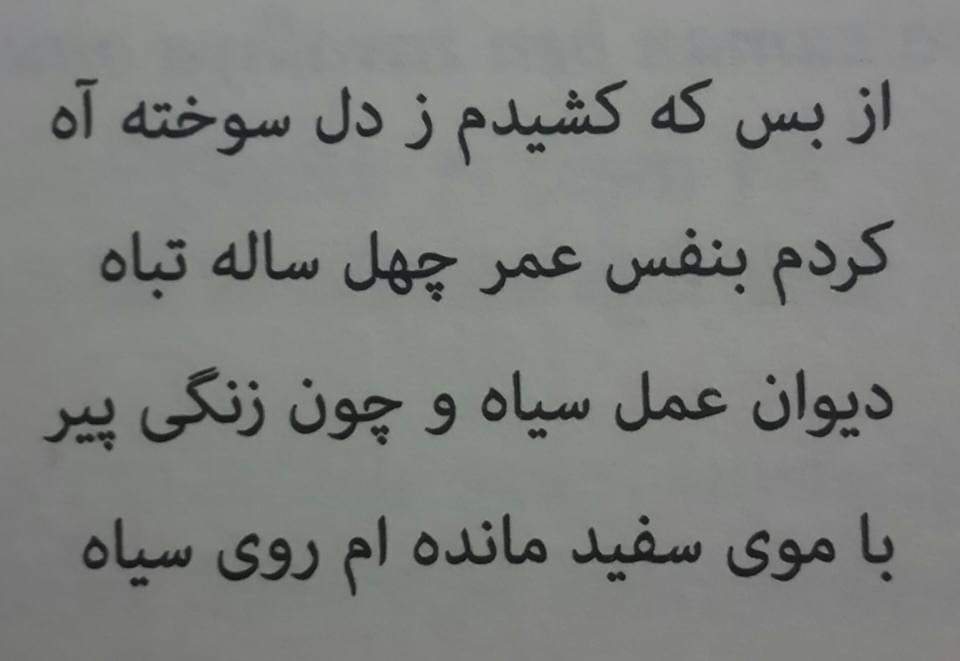 از بس که کشیدم ز دل سوخته آه
کردم بنفس عمر چهل ساله تباه
دیوان عمل سیاه و چون زنگی پیر
با موی سفید مانده ام روی سیاه